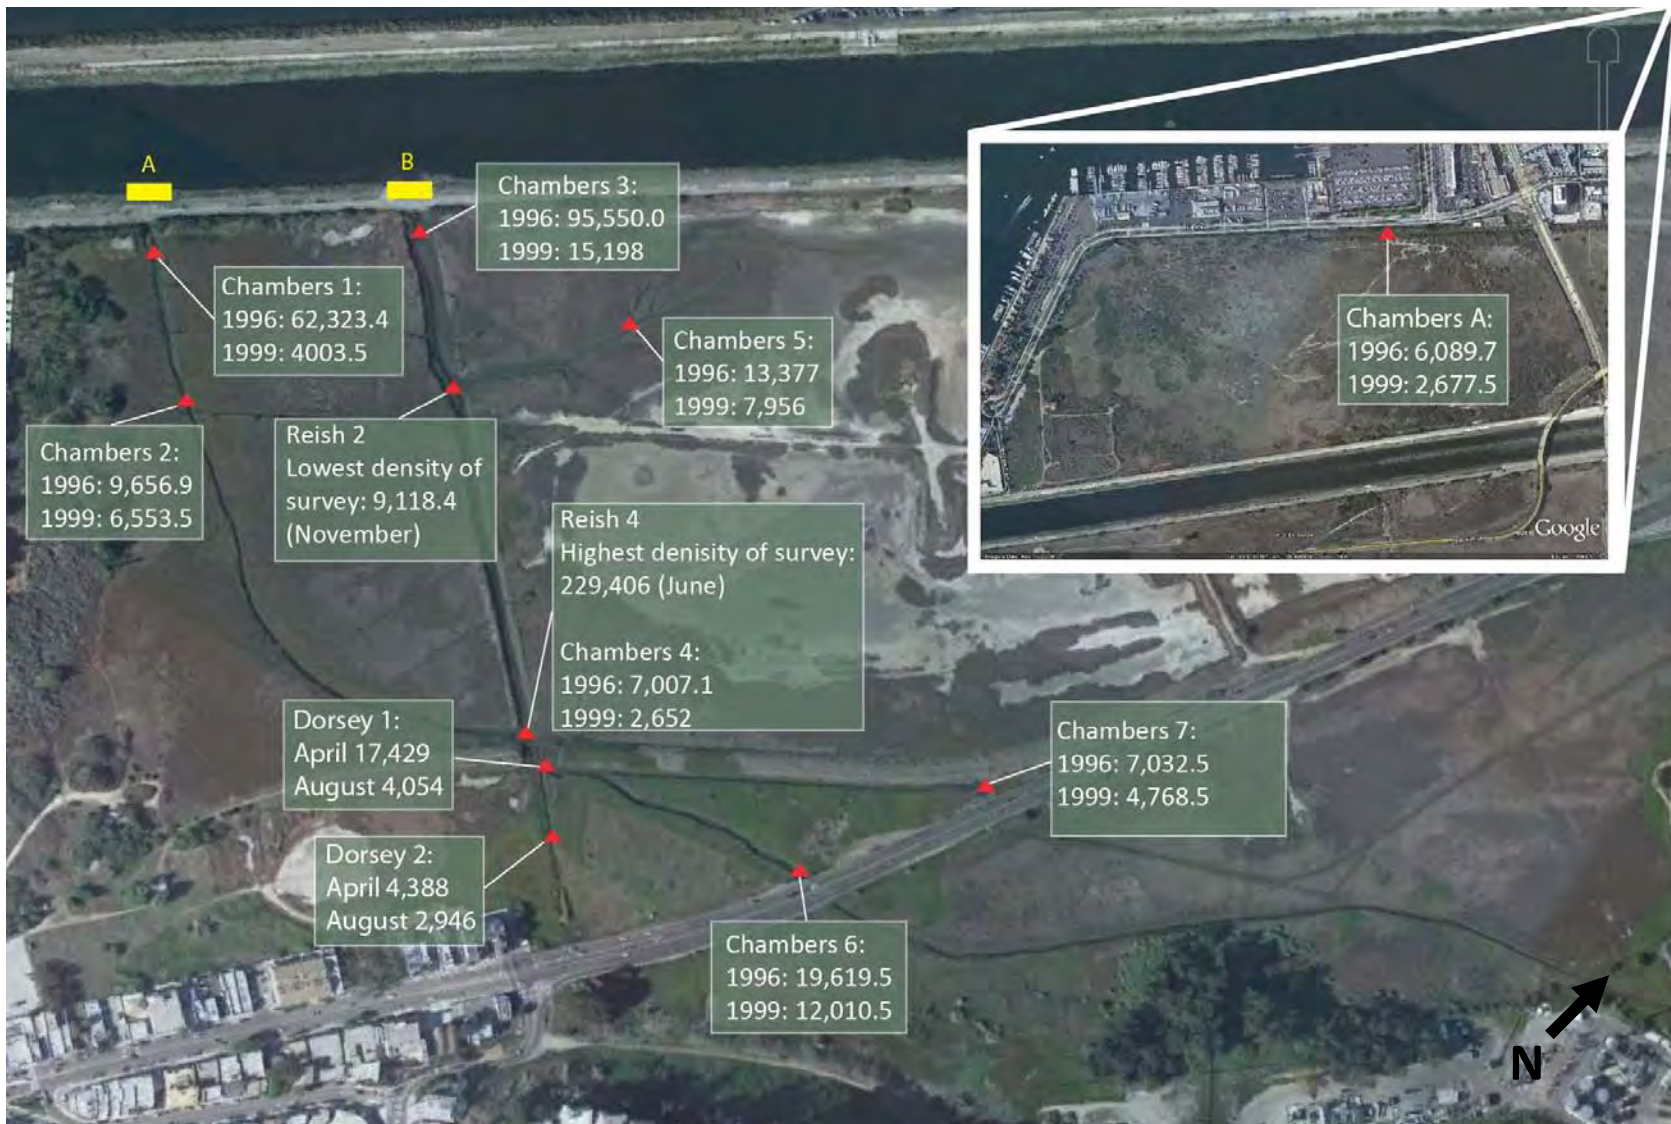 A
B
Chambers 3:
1996: 95,550.0
1999: 15,198
Chambers 1:
1996: 62,323.4
1999: 4003.5
Chambers 5:
1996: 13,377
1999: 7,956
Chambers A:
1996: 6,089.7
1999: 2,677.5
Google
Chambers 2:
1996: 9,656.9
1999: 6,553.5
Reish 2
Lowest density of
survey: 9,118.4
(November)
Reish 4
Highest denisity of survey:
229,406 (June)
Chambers 4:
1996: 7,007.1
1999: 2,652
Dorsey 1:
April 17,429
August 4,054
Chambers 7:
1996: 7,032.5
1999: 4,768.5
Dorsey 2:
April 4,388
August 2,946
Chambers 6:
1996: 19,619.5
1999: 12,010.5
N